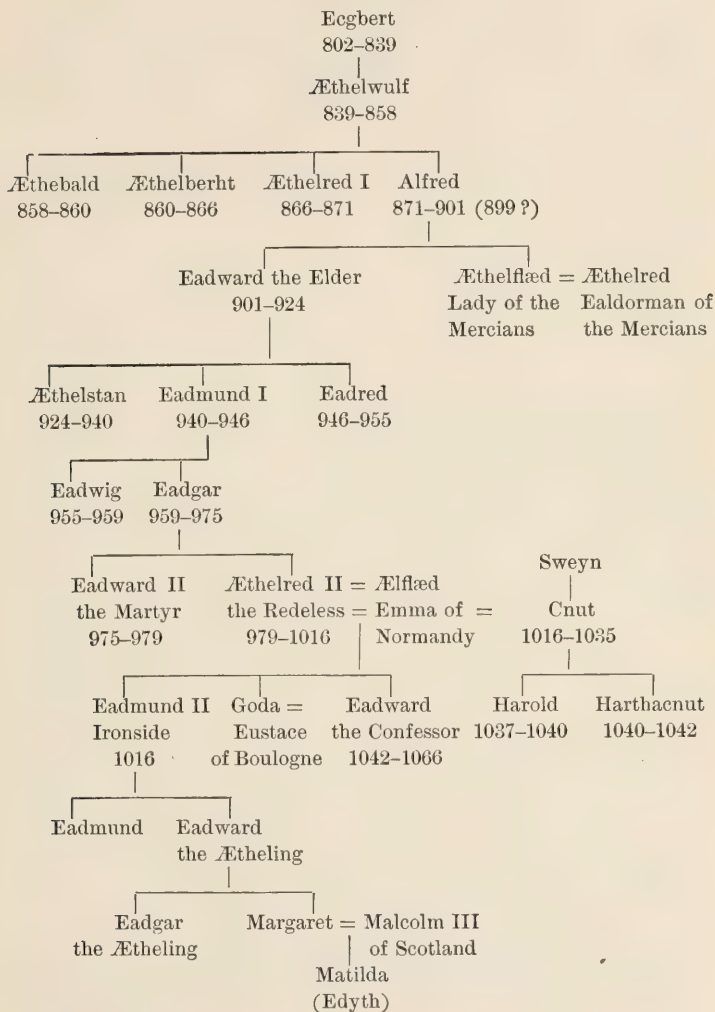 Ecgbert
802–839
Æthelwulf
839–858
Æthebald Æthelberht Æthelred I Alfred
858–860 860–866 866–871 871–901 (899 ?)
Eadward the Elder Æthelflæd = Æthelred
901–924 Lady of the Ealdorman of
Mercians the Mercians
Æthelstan Eadmund I Eadred
924–940 940–946 946–955
Eadwig Eadgar
955–959 959–975
Sweyn
Eadward II Æthelred II = Ælflæd
the Martyr the Redeless = Emma of = Cnut
975–979 979–1016 Normandy 1016–1035
Eadmund II Goda = Eadward Harold Harthacnut
Ironside Eustace the Confessor 1037–1040 1040–1042
1016 of Boulogne 1042–1066
Eadmund Eadward
the Ætheling
Eadgar Margaret = Malcolm III
the Ætheling of Scotland
Matilda
(Edyth)